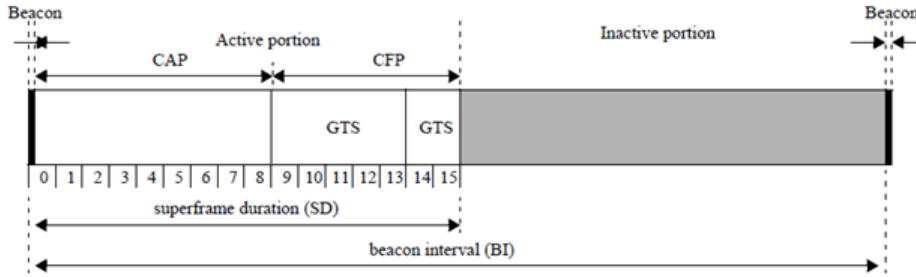 Beacon Beacon
Active portion Inactive portion
CAP CFP
GTS GTS
0 1 2 3 4 5 6 7 8 9 10 11 12 13 14 15
superframe duration (SD)
beacon interval (BI)